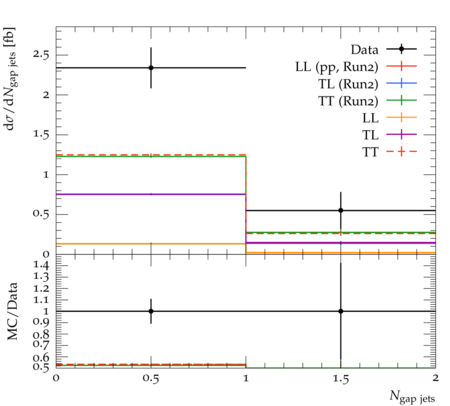 dσ/dN_gap jets [fb]
2.5
2
1.5
1
0.5
0
Data
LL (pp, Run2)
TL (Run2)
TT (Run2)
LL
TL
TT
MC/Data
1.4
1.3
1.2
1.1
1
0.9
0.8
0.7
0.6
0.5
0 0.5 1 1.5 2
N_gap jets